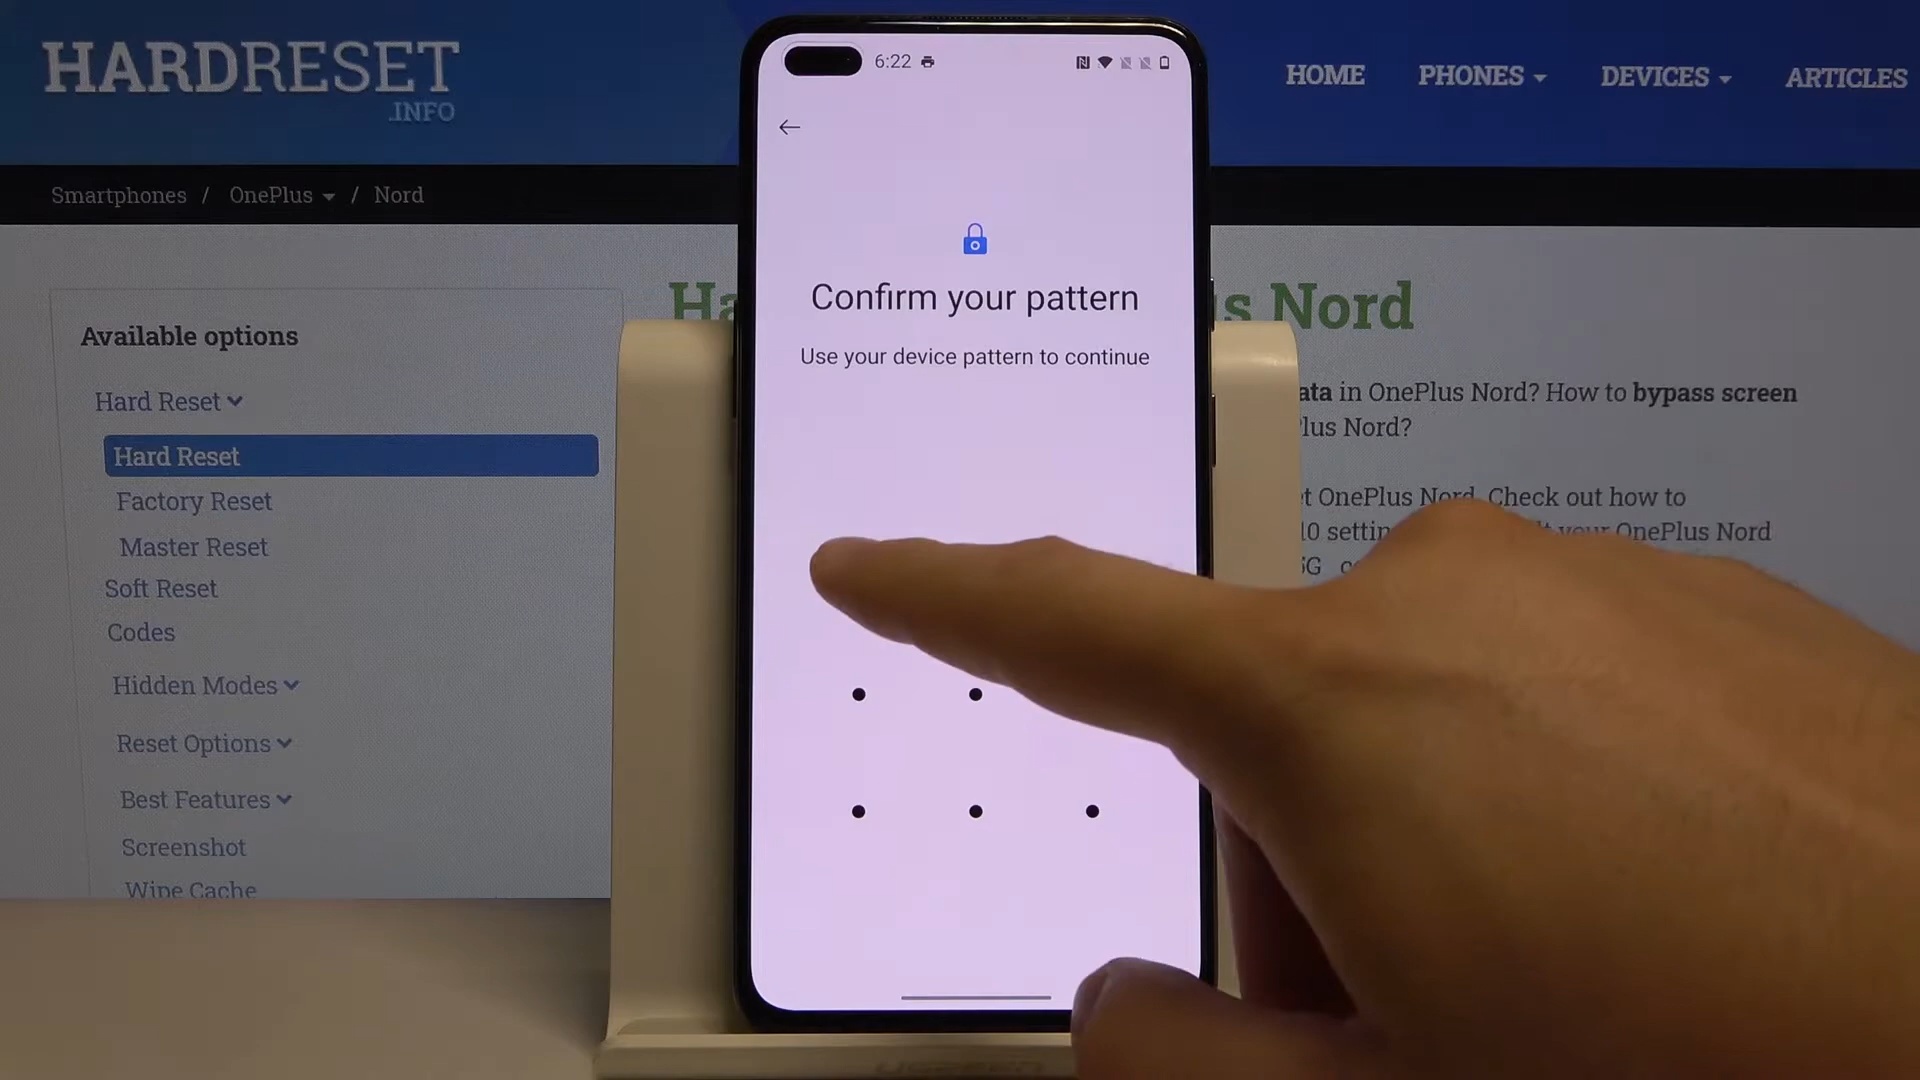 HARDRESET
.INFO
HOME
PHONES
DEVICES
ARTICLES
Smartphones / OnePlus / Nord
Available options
Hard Reset
Hard Reset
Factory Reset
Master Reset
Soft Reset
Codes
Hidden Modes
Reset Options
Best Features
Screenshot
Wipe Cache
6:22
Confirm your pattern
Use your device pattern to continue
Ha
s Nord
ata in OnePlus Nord? How to bypass screen
lus Nord?
t OnePlus Nord. Check out how to
10 settin
your OnePlus Nord
5G